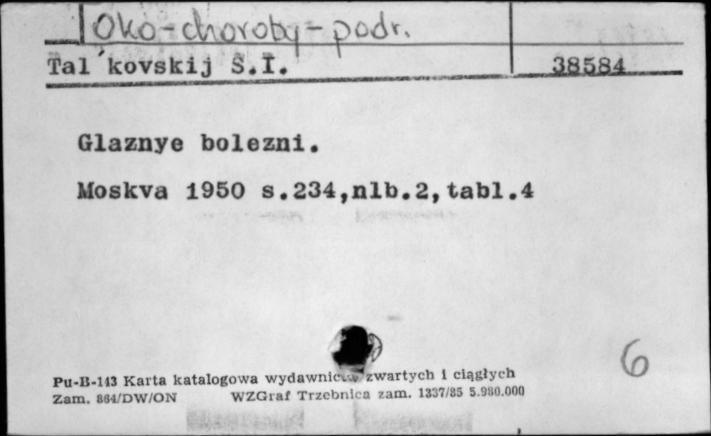 Oko-choroby-podr.
Tal'kovskij S.I. 38584
Glaznye bolezni.
Moskva 1950 s.234,nlb.2,tabl.4
6
Pu-B-143 Karta katalogowa wydawnictw zwartych i ciągłych
Zam. 864/DW/ON WZGraf Trzebnica zam. 1337/85 5.980.000